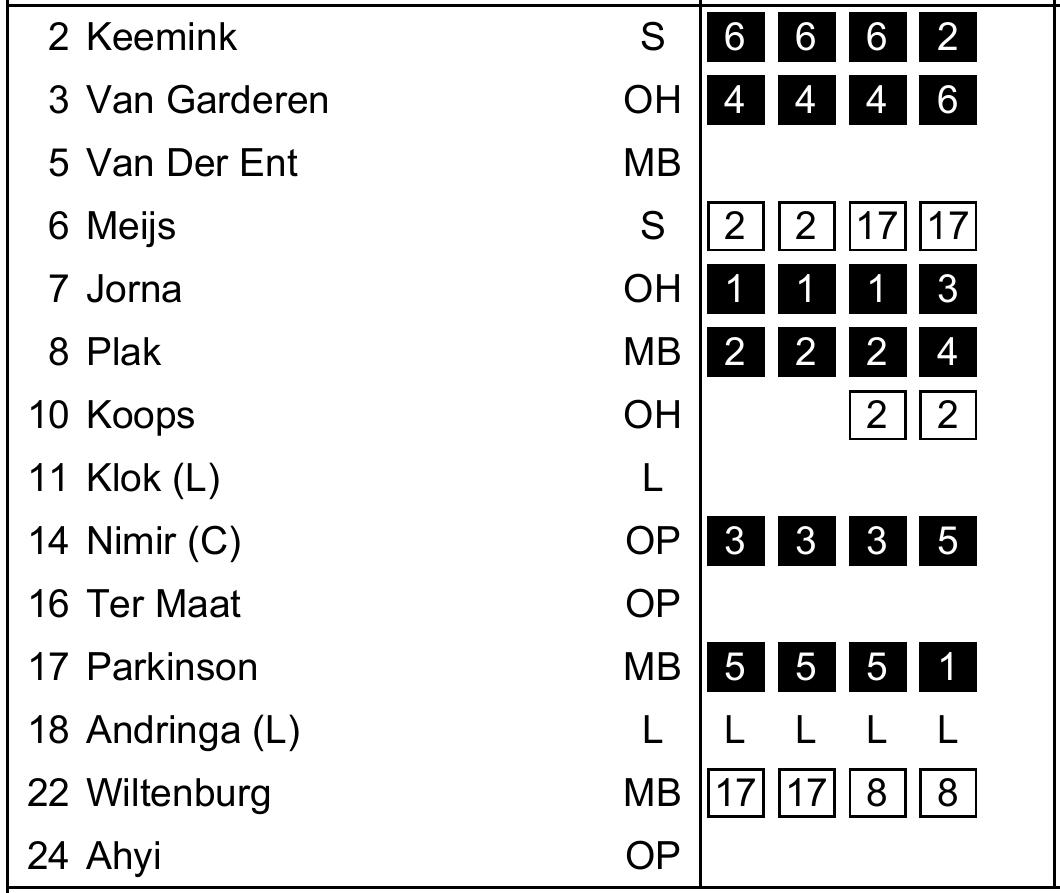 2 Keemink S 6 6 6 2
3 Van Garderen OH 4 4 4 6
5 Van Der Ent MB
6 Meijs S 2 2 17 17
7 Jorna OH 1 1 1 3
8 Plak MB 2 2 2 4
10 Koops OH 2 2
11 Klok (L) L
14 Nimir (C) OP 3 3 3 5
16 Ter Maat OP
17 Parkinson MB 5 5 5 1
18 Andringa (L) L L L L L
22 Wiltenburg MB 17 17 8 8
24 Ahyi OP